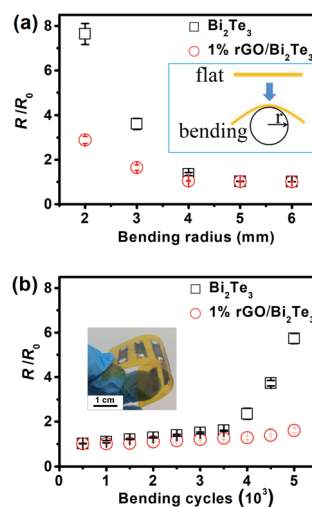 (a)
8
6
4
2
0
R/R₀
Bi₂Te₃
1% rGO/Bi₂Te₃
flat
bending
r
2 3 4 5 6
Bending radius (mm)
(b)
8
6
4
2
0
R/R₀
Bi₂Te₃
1% rGO/Bi₂Te₃
1 cm
0 1 2 3 4 5
Bending cycles (10³)